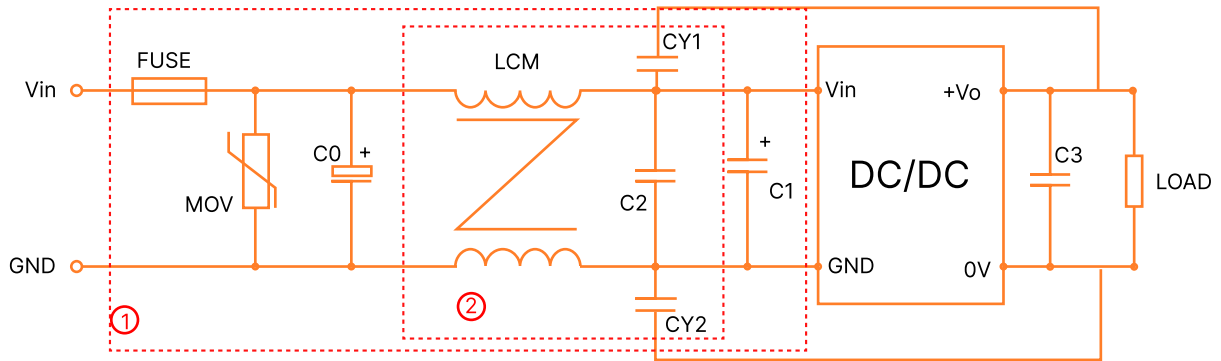 CY1
FUSE
LCM
Vin
Vin
+Vo
+
C0
+
DC/DC
C3
MOV
C2
C1
LOAD
GND
GND
0V
1
2
CY2